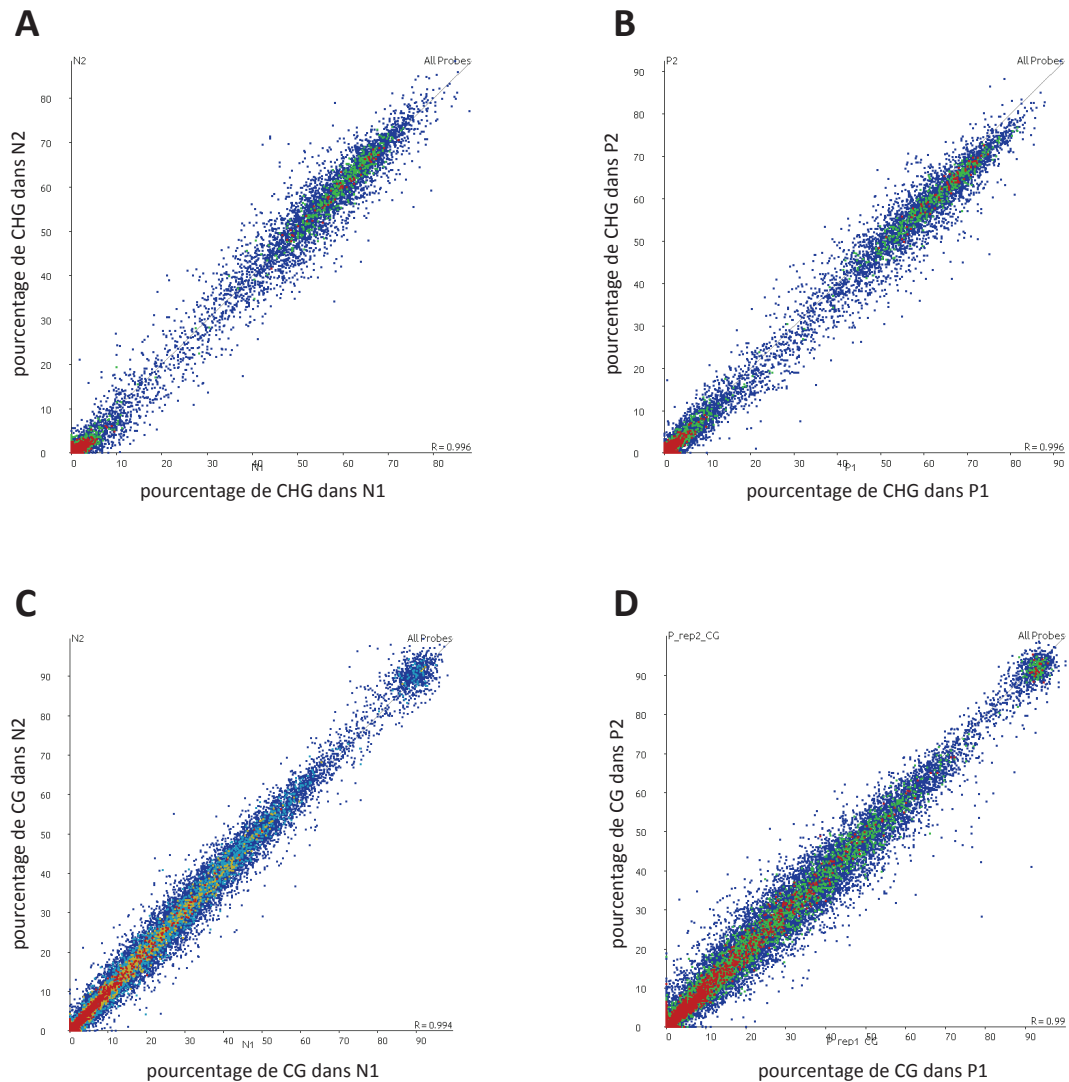 A
N2
All Probes
80
70
60
50
40
30
20
10
0
pourcentage de CHG dans N2
0 10 20 30 40 50 60 70 80
N1
R = 0.996
pourcentage de CHG dans N1
B
P2
All Probes
90
80
70
60
50
40
30
20
10
0
pourcentage de CHG dans P2
0 10 20 30 40 50 60 70 80 90
P1
R = 0.996
pourcentage de CHG dans P1
C
N2
All Probes
90
80
70
60
50
40
30
20
10
0
pourcentage de CG dans N2
0 10 20 30 40 50 60 70 80 90
N1
R = 0.994
pourcentage de CG dans N1
D
P_rep2_CG
All Probes
90
80
70
60
50
40
30
20
10
0
pourcentage de CG dans P2
0 10 20 30 40 50 60 70 80 90
P_rep1_CG
R = 0.99
pourcentage de CG dans P1